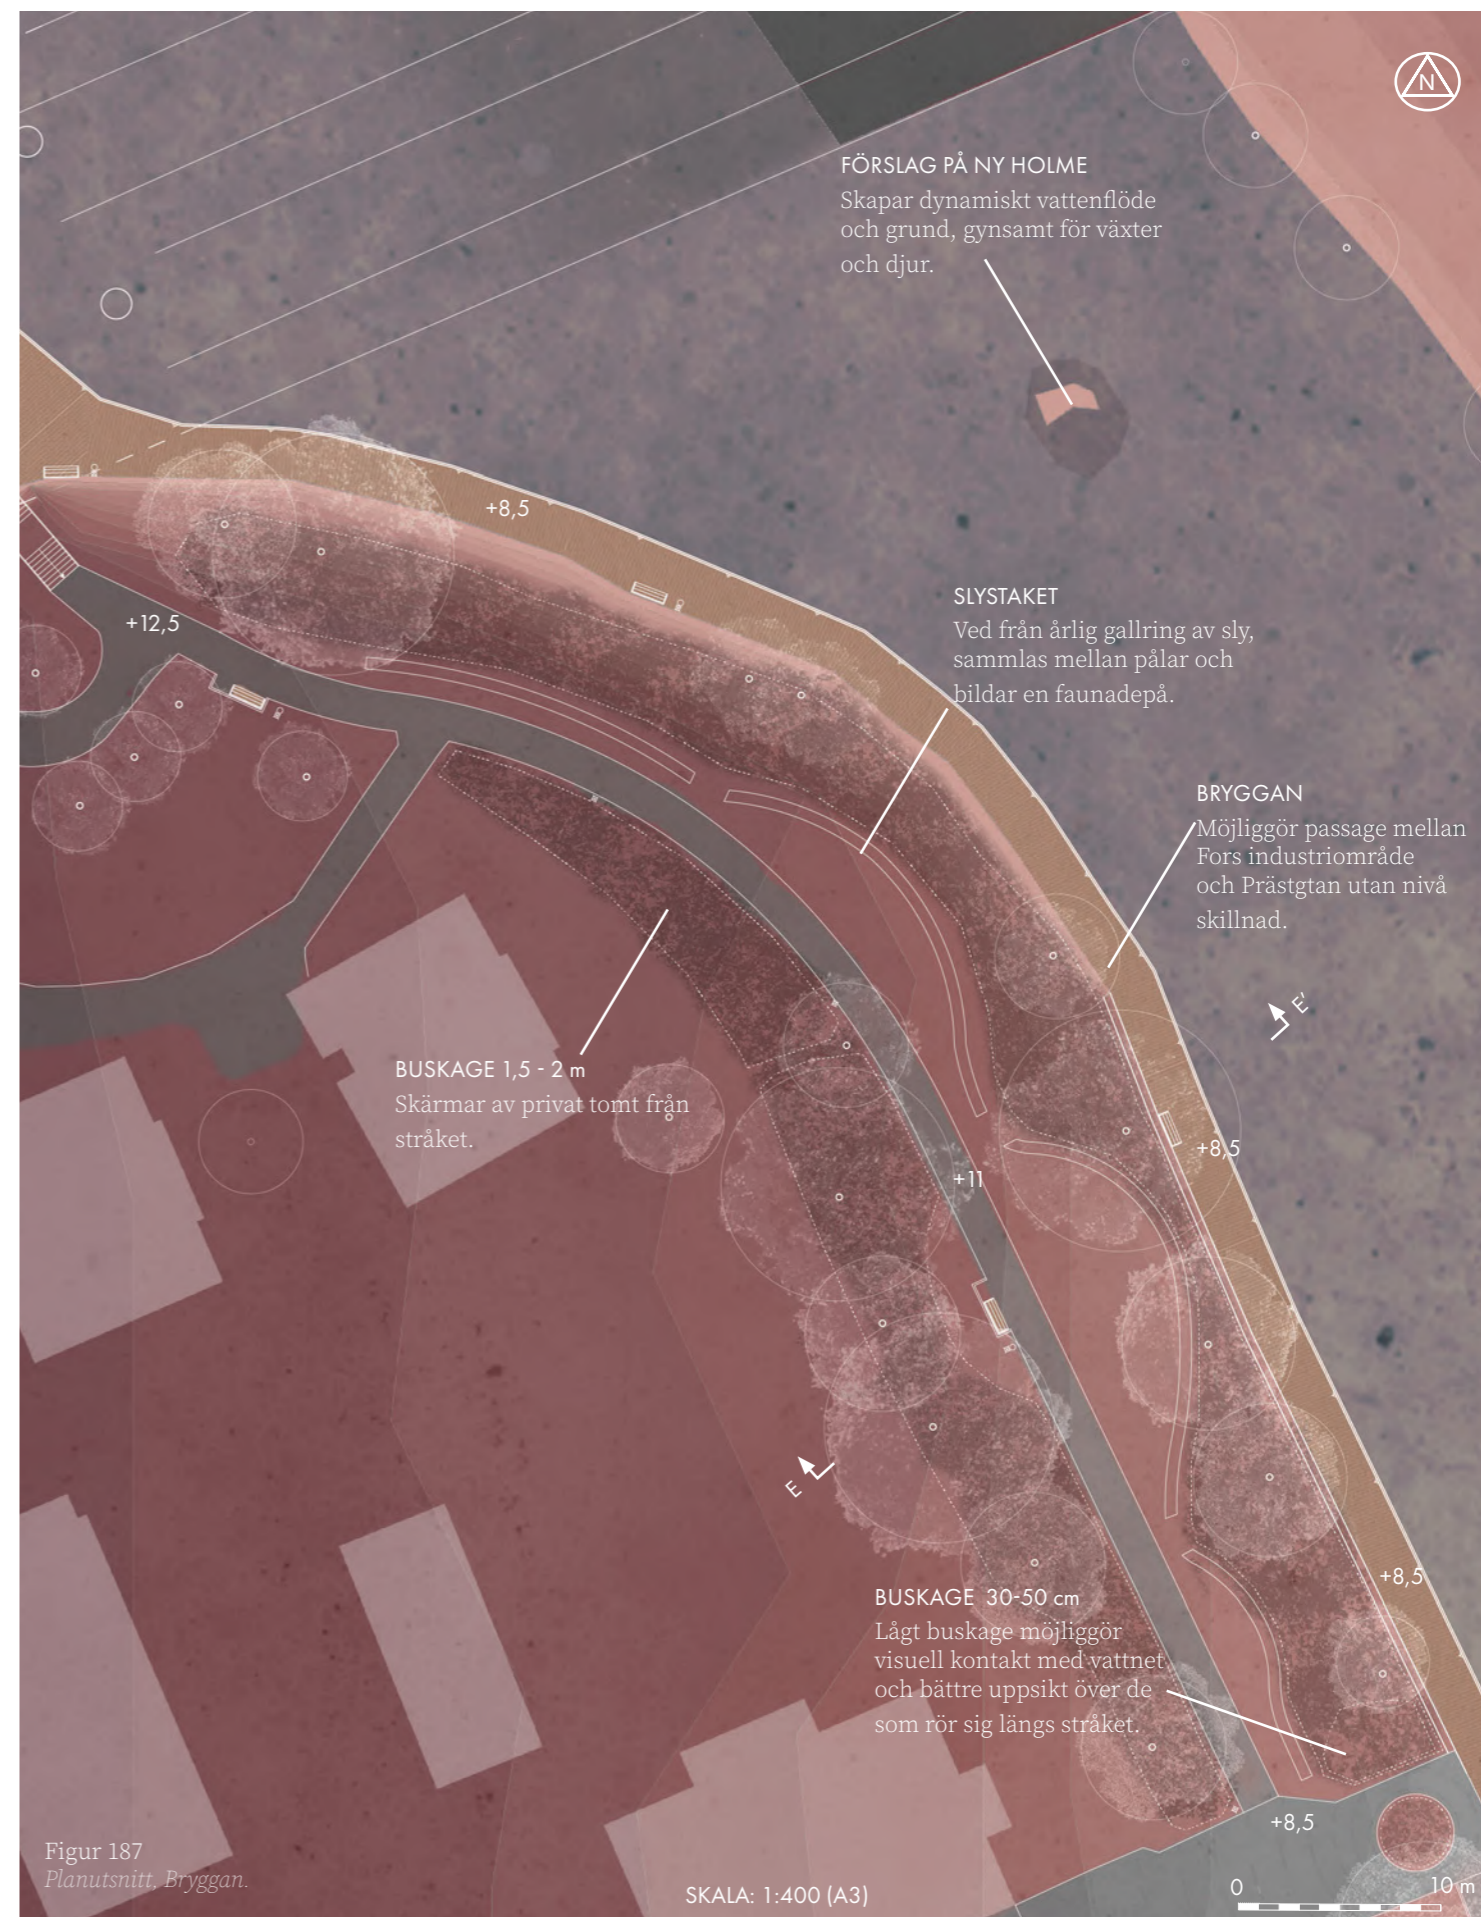 N
FÖRSLAG PÅ NY HOLME
Skapar dynamiskt vattenflöde
och grund, gynsamt för växter
och djur.
+8,5
SLYSTAKET
Ved från årlig gallring av sly,
sammlas mellan pålar och
bildar en faunadepå.
+12,5
BRYGGAN
Möjliggör passage mellan
Fors industriområde
och Prästgtan utan nivå
skillnad.
E'
BUSKAGE 1,5 - 2 m
Skärmar av privat tomt från
stråket.
+8,5
+11
E
+8,5
BUSKAGE 30-50 cm
Lågt buskage möjliggör
visuell kontakt med vattnet
och bättre uppsikt över de
som rör sig längs stråket.
+8,5
Figur 187
Planutsnitt, Bryggan.
SKALA: 1:400 (A3)
0
10 m